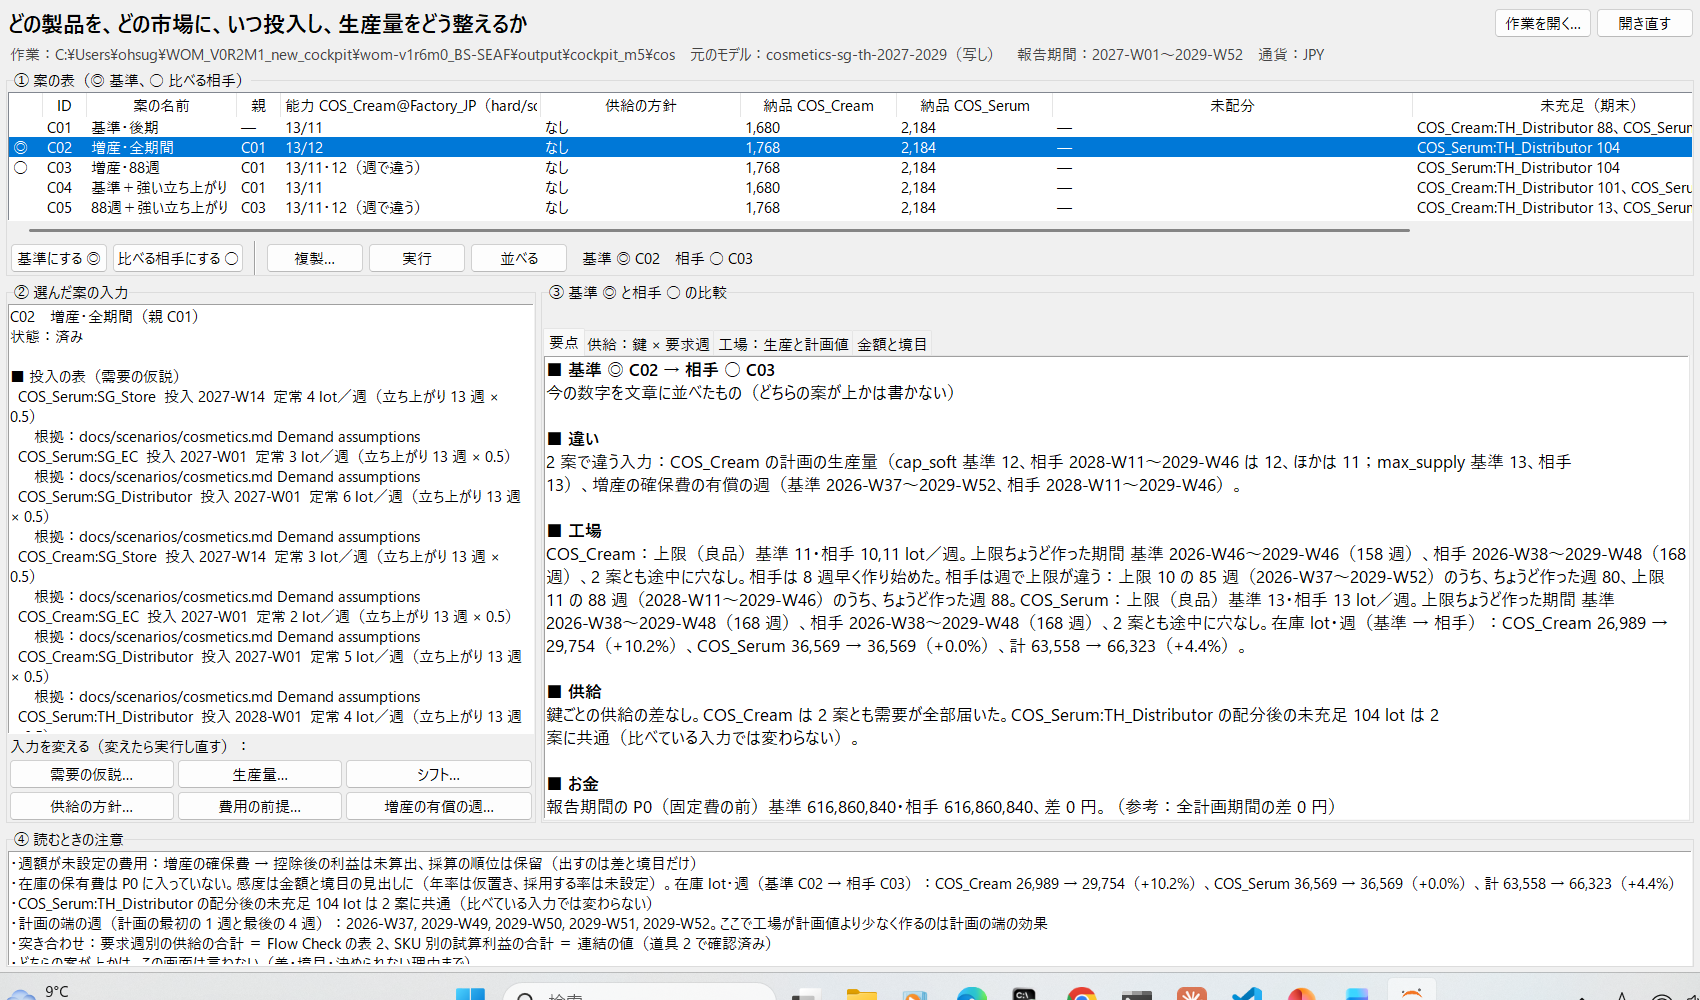 どの製品を、どの市場に、いつ投入し、生産量をどう整えるか
作業を開く...
開き直す
作業：C:¥Users¥ohsug¥WOM_V0R2M1_new_cockpit¥wom-v1r6m0_BS-SEAF¥output¥cockpit_m5¥cos　元のモデル：cosmetics-sg-th-2027-2029（写し）　報告期間：2027-W01～2029-W52　通貨：JPY
① 案の表（◎ 基準、○ 比べる相手）
ID 案の名前 親 能力 COS_Cream@Factory_JP（hard/sc 供給の方針 納品 COS_Cream 納品 COS_Serum 未配分 未充足（期末）
C01 基準・後期 — 13/11 なし 1,680 2,184 — COS_Cream:TH_Distributor 88、COS_Serum
◎ C02 増産・全期間 C01 13/12 なし 1,768 2,184 — COS_Serum:TH_Distributor 104
○ C03 増産・88週 C01 13/11・12（週で違う） なし 1,768 2,184 — COS_Serum:TH_Distributor 104
C04 基準＋強い立ち上がり C01 13/11 なし 1,680 2,184 — COS_Cream:TH_Distributor 101、COS_Seru
C05 88週＋強い立ち上がり C03 13/11・12（週で違う） なし 1,768 2,184 — COS_Cream:TH_Distributor 13、COS_Serum
基準にする ◎ 比べる相手にする ○ 複製... 実行 並べる 基準 ◎ C02　相手 ○ C03
② 選んだ案の入力
C02　増産・全期間（親 C01）
状態：済み
■ 投入の表（需要の仮説）
COS_Serum:SG_Store 投入 2027-W14 定常 4 lot／週（立ち上がり 13 週 ×
0.5）
根拠：docs/scenarios/cosmetics.md Demand assumptions
COS_Serum:SG_EC 投入 2027-W01 定常 3 lot／週（立ち上がり 13 週 × 0.5）
根拠：docs/scenarios/cosmetics.md Demand assumptions
COS_Serum:SG_Distributor 投入 2027-W01 定常 6 lot／週（立ち上がり 13 週
× 0.5）
根拠：docs/scenarios/cosmetics.md Demand assumptions
COS_Cream:SG_Store 投入 2027-W14 定常 3 lot／週（立ち上がり 13 週 ×
0.5）
根拠：docs/scenarios/cosmetics.md Demand assumptions
COS_Cream:SG_EC 投入 2027-W01 定常 2 lot／週（立ち上がり 13 週 × 0.5）
根拠：docs/scenarios/cosmetics.md Demand assumptions
COS_Cream:SG_Distributor 投入 2027-W01 定常 5 lot／週（立ち上がり 13 週
× 0.5）
根拠：docs/scenarios/cosmetics.md Demand assumptions
COS_Serum:TH_Distributor 投入 2028-W01 定常 4 lot／週（立ち上がり 13 週
入力を変える（変えたら実行し直す）：
需要の仮説... 生産量... シフト...
供給の方針... 費用の前提... 増産の有償の週...
③ 基準 ◎ と相手 ○ の比較
要点 供給：鍵 × 要求週 工場：生産と計画値 金額と境目
■ 基準 ◎ C02 → 相手 ○ C03
今の数字を文章に並べたもの（どちらの案が上かは書かない）
■ 違い
2 案で違う入力：COS_Cream の計画の生産量（cap_soft 基準 12、相手 2028-W11～2029-W46 は 12、ほかは 11；max_supply 基準 13、相手
13）、増産の確保費の有償の週（基準 2026-W37～2029-W52、相手 2028-W11～2029-W46）。
■ 工場
COS_Cream：上限（良品）基準 11・相手 10,11 lot／週。上限ちょうど作った期間 基準 2026-W46～2029-W46（158 週）、相手 2026-W38～2029-W48（168
週）、2 案とも途中に穴なし。相手は 8 週早く作り始めた。相手は週で上限が違う：上限 10 の 85 週（2026-W37～2029-W52）のうち、ちょうど作った週 80、上限
11 の 88 週（2028-W11～2029-W46）のうち、ちょうど作った週 88。COS_Serum：上限（良品）基準 13・相手 13 lot／週。上限ちょうど作った期間 基準
2026-W38～2029-W48（168 週）、相手 2026-W38～2029-W48（168 週）、2 案とも途中に穴なし。在庫 lot・週（基準 → 相手）：COS_Cream 26,989 →
29,754（+10.2%）、COS_Serum 36,569 → 36,569（+0.0%）、計 63,558 → 66,323（+4.4%）。
■ 供給
鍵ごとの供給の差なし。COS_Cream は 2 案とも需要が全部届いた。COS_Serum:TH_Distributor の配分後の未充足 104 lot は 2
案に共通（比べている入力では変わらない）。
■ お金
報告期間の P0（固定費の前）基準 616,860,840・相手 616,860,840、差 0 円。（参考：全計画期間の差 0 円）
④ 読むときの注意
・週額が未設定の費用：増産の確保費 → 控除後の利益は未算出、採算の順位は保留（出すのは差と境目だけ）
・在庫の保有費は P0 に入っていない。感度は金額と境目の見出しに（年率は仮置き、採用する率は未設定）。在庫 lot・週（基準 C02 → 相手 C03）：COS_Cream 26,989 → 29,754（+10.2%）、COS_Serum 36,569 → 36,569（+0.0%）、計 63,558 → 66,323（+4.4%）
・COS_Serum:TH_Distributor の配分後の未充足 104 lot は 2 案に共通（比べている入力では変わらない）
・計画の端の週（計画の最初の 1 週と最後の 4 週）：2026-W37, 2029-W49, 2029-W50, 2029-W51, 2029-W52。ここで工場が計画値より少なく作るのは計画の端の効果
・突き合わせ：要求週別の供給の合計 ＝ Flow Check の表 2、SKU 別の試算利益の合計 ＝ 連結の値（道具 2 で確認済み）
・どちらの案が上かは、この画面は言わない（差・境目・決められない理由まで）
9°C
検索